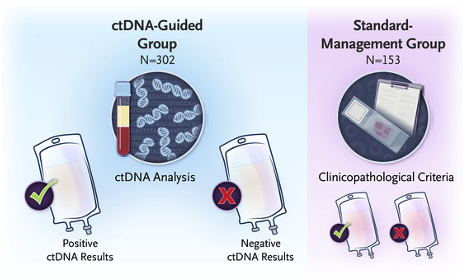 ctDNA-Guided
Group
N=302
ctDNA Analysis
Positive
ctDNA Results
Negative
ctDNA Results
Standard-
Management Group
N=153
Clinicopathological Criteria